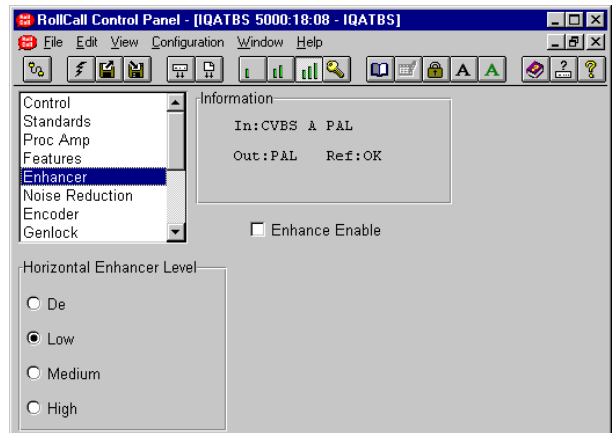 RollCall Control Panel - [IQATBS 5000:18:08 - IQATBS]
File Edit View Configuration Window Help
A A ? ?
Control
Standards
Proc Amp
Features
Enhancer
Noise Reduction
Encoder
Genlock
Information
In:CVBS A PAL
Out:PAL Ref:OK
Enhance Enable
Horizontal Enhancer Level
De
Low
Medium
High